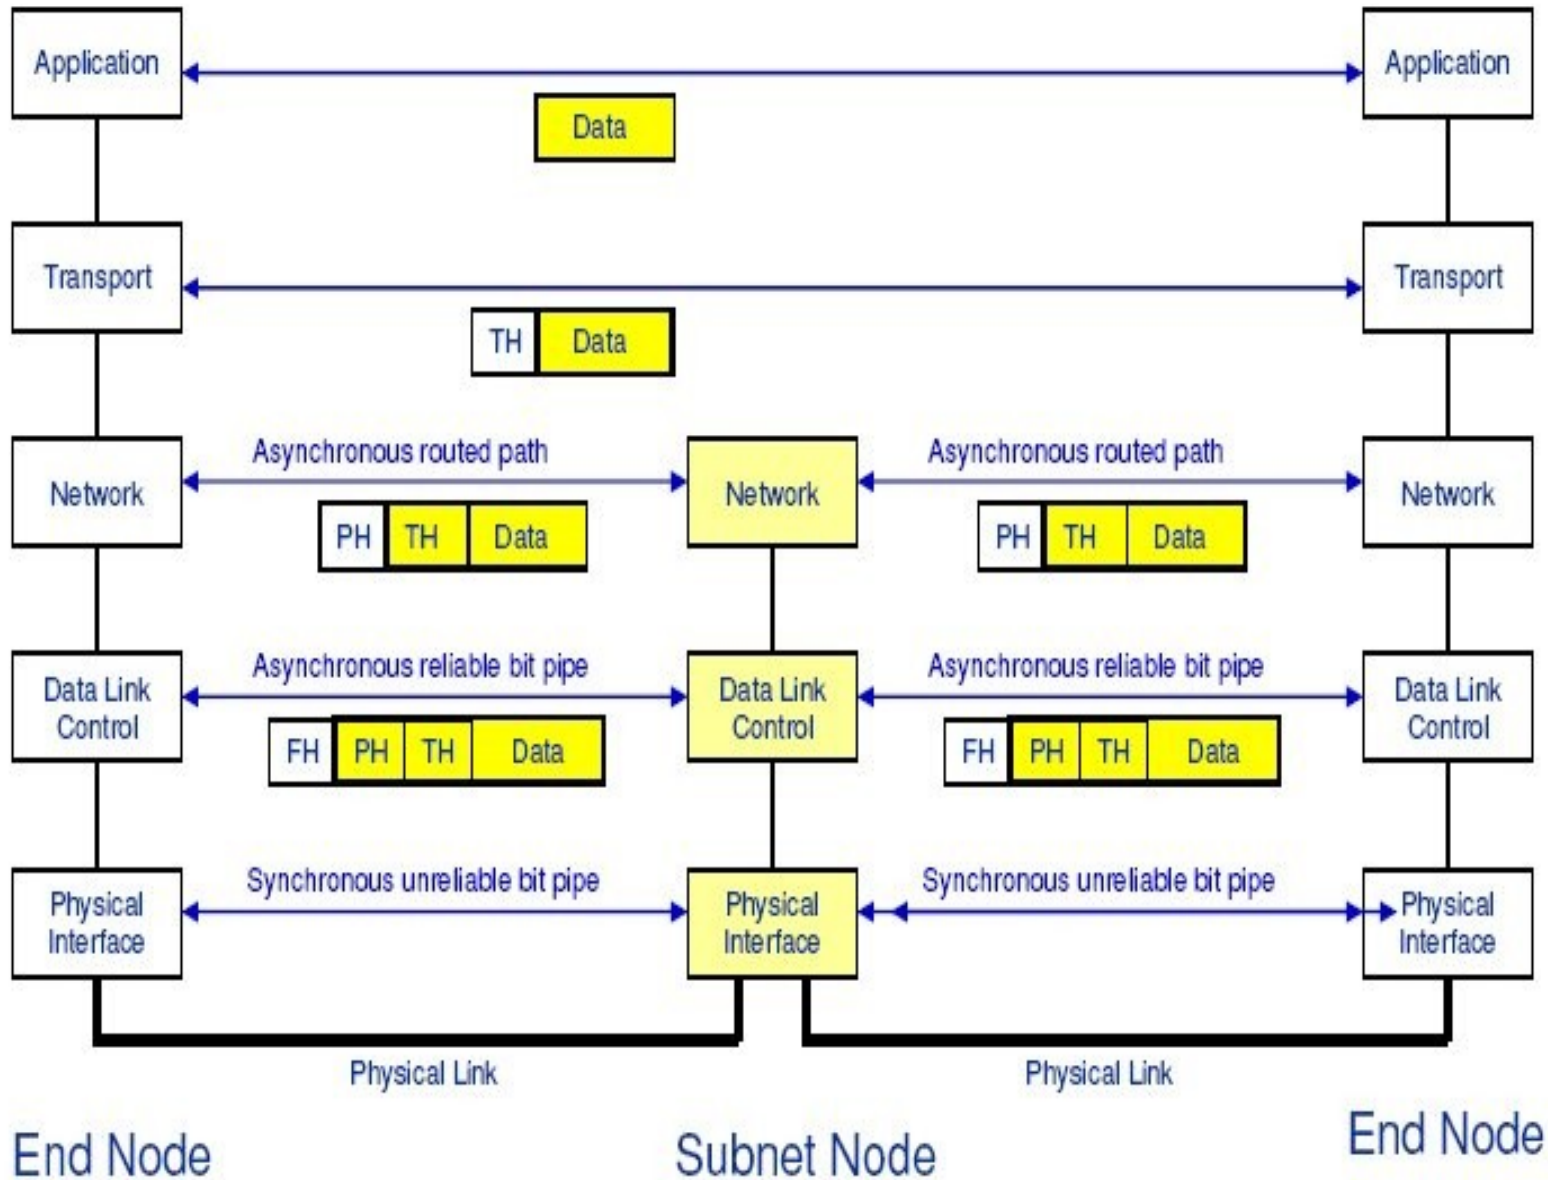 Application
Application
Data
Transport
Transport
TH Data
Asynchronous routed path
Asynchronous routed path
Network
Network
Network
PH TH Data
PH TH Data
Asynchronous reliable bit pipe
Asynchronous reliable bit pipe
Data Link
Control
Data Link
Control
Data Link
Control
FH PH TH Data
FH PH TH Data
Synchronous unreliable bit pipe
Synchronous unreliable bit pipe
Physical
Interface
Physical
Interface
Physical
Interface
Physical Link
Physical Link
End Node
Subnet Node
End Node